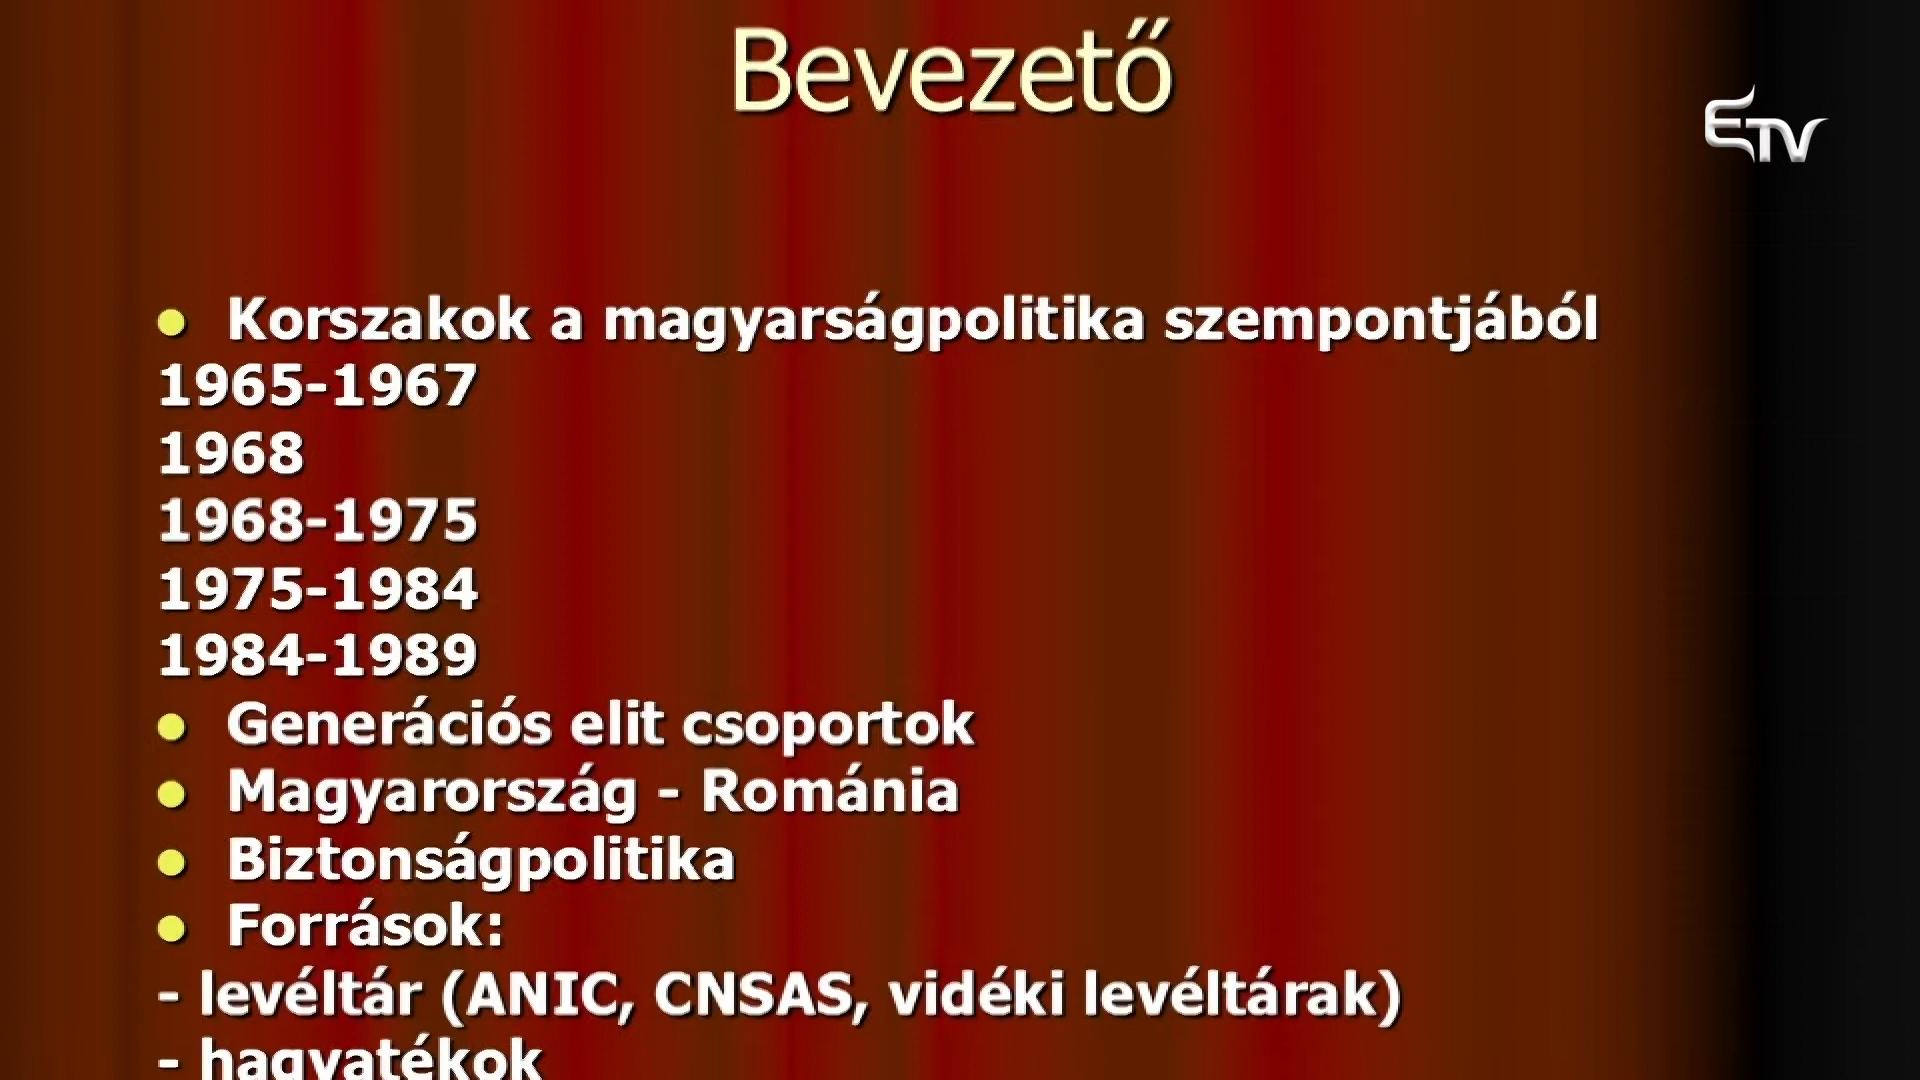 Bevezető
ETV
• Korszakok a magyarságpolitika szempontjából
1965-1967
1968
1968-1975
1975-1984
1984-1989
• Generációs elit csoportok
• Magyarország - Románia
• Biztonságpolitika
• Források:
- levéltár (ANIC, CNSAS, vidéki levéltárak)
- hagyatékok